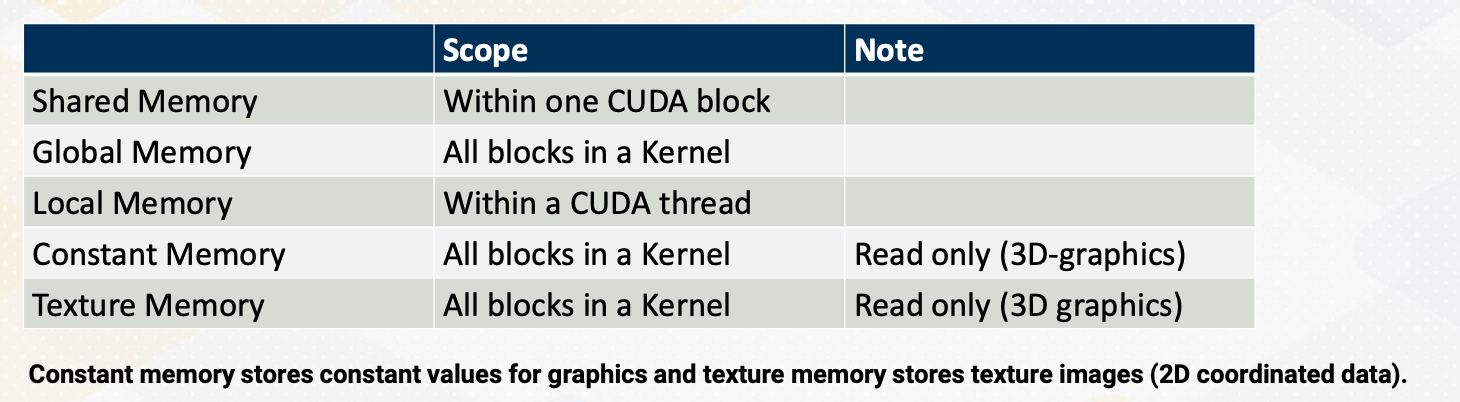 Scope Note
Shared Memory Within one CUDA block
Global Memory All blocks in a Kernel
Local Memory Within a CUDA thread
Constant Memory All blocks in a Kernel Read only (3D-graphics)
Texture Memory All blocks in a Kernel Read only (3D graphics)
Constant memory stores constant values for graphics and texture memory stores texture images (2D coordinated data).